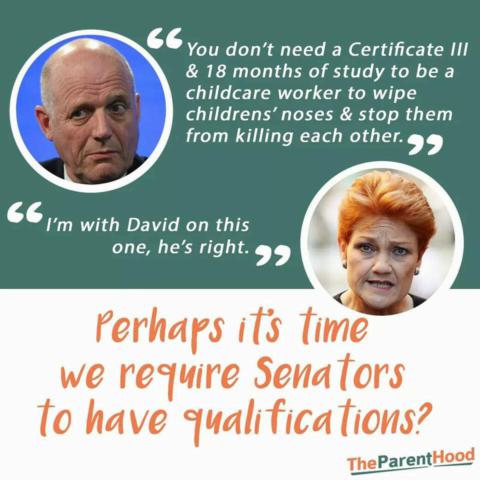 “You don’t need a Certificate III
& 18 months of study to be a
childcare worker to wipe
childrens’ noses & stop them
from killing each other.”
“I’m with David on this
one, he’s right.”
Perhaps it’s time
we require Senators
to have qualifications?
TheParentHood